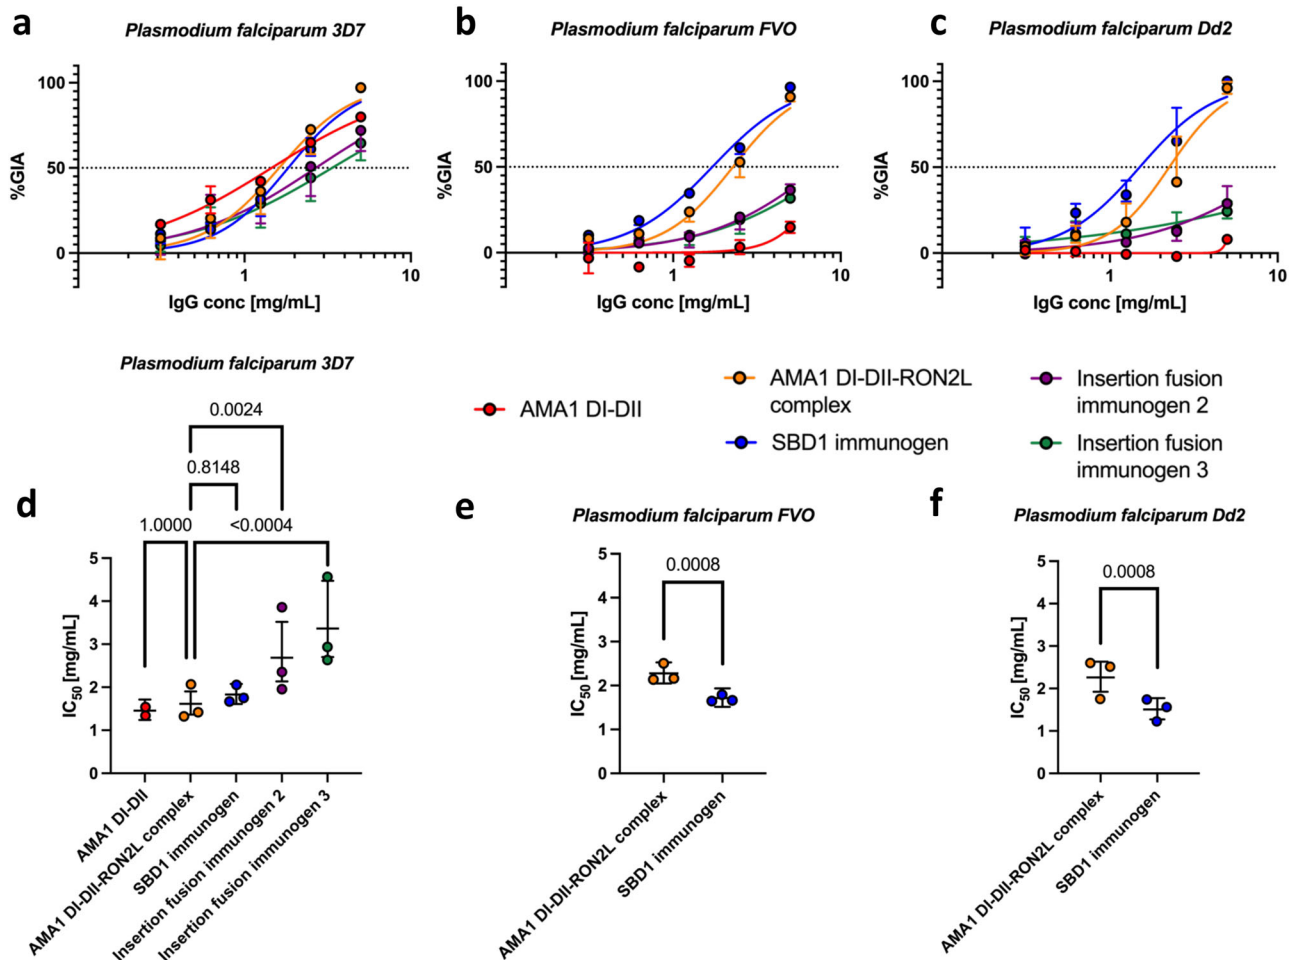 a
Plasmodium falciparum 3D7
b
Plasmodium falciparum FVO
c
Plasmodium falciparum Dd2
%GIA
100
50
0
1
10
IgG conc [mg/mL]
%GIA
100
50
0
1
10
IgG conc [mg/mL]
%GIA
100
50
0
1
10
IgG conc [mg/mL]
AMA1 DI-DII
AMA1 DI-DII-RON2L
complex
SBD1 immunogen
Insertion fusion
immunogen 2
Insertion fusion
immunogen 3
Plasmodium falciparum 3D7
d
0.0024
0.8148
1.0000
<0.0004
IC50 [mg/mL]
5
4
3
2
1
0
AMA1 DI-DII
AMA1 DI-DII-RON2L complex
SBD1 immunogen
Insertion fusion immunogen 2
Insertion fusion immunogen 3
e
Plasmodium falciparum FVO
0.0008
IC50 [mg/mL]
5
4
3
2
1
0
AMA1 DI-DII-RON2L complex
SBD1 immunogen
f
Plasmodium falciparum Dd2
0.0008
IC50 [mg/mL]
5
4
3
2
1
0
AMA1 DI-DII-RON2L complex
SBD1 immunogen